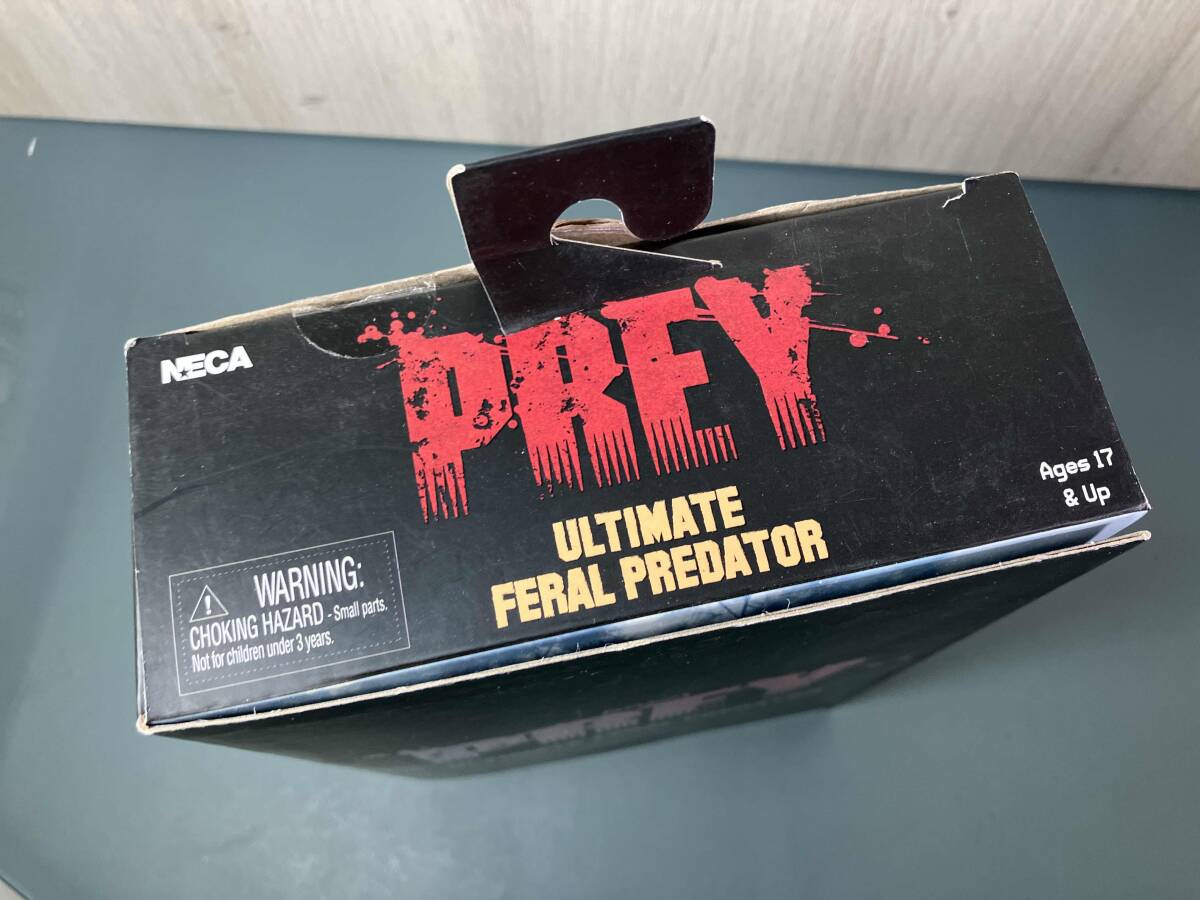 NECA
PREY
ULTIMATE
FERAL PREDATOR
Ages 17
& Up
WARNING:
CHOKING HAZARD - Small parts.
Not for children under 3 years.
PREY